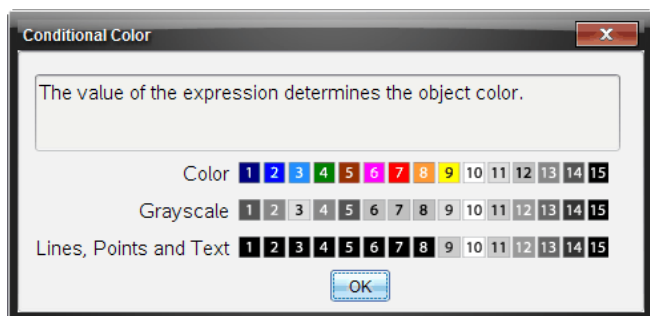 Conditional Color
The value of the expression determines the object color.
Color 1 2 3 4 5 6 7 8 9 10 11 12 13 14 15
Grayscale 1 2 3 4 5 6 7 8 9 10 11 12 13 14 15
Lines, Points and Text 1 2 3 4 5 6 7 8 9 10 11 12 13 14 15
OK